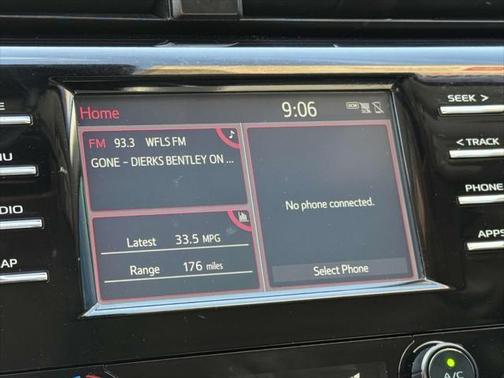 Home
9:06
SEEK >
FM 93.3 WFLS FM
GONE - DIERKS BENTLEY ON ...
< TRACK
No phone connected.
PHONE
Latest 33.5 MPG
Range 176 miles
Select Phone
APPS
A/C